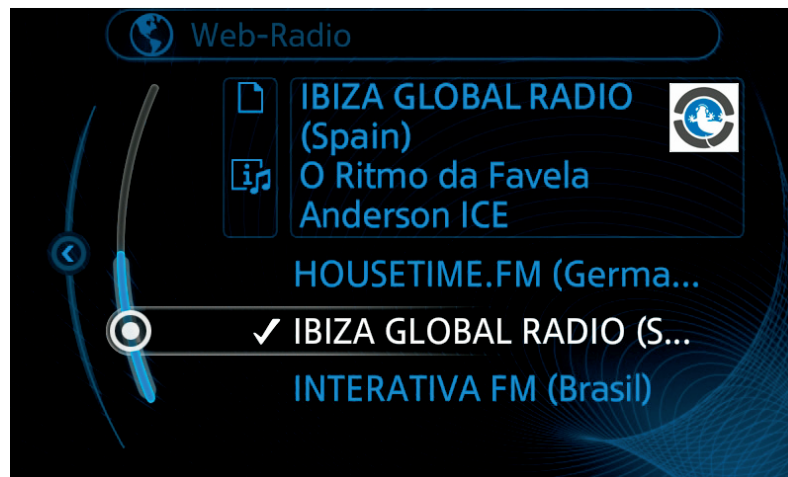 Web-Radio
IBIZA GLOBAL RADIO
(Spain)
O Ritmo da Favela
Anderson ICE
HOUSETIME.FM (Germa...
✓ IBIZA GLOBAL RADIO (S...
INTERATIVA FM (Brasil)